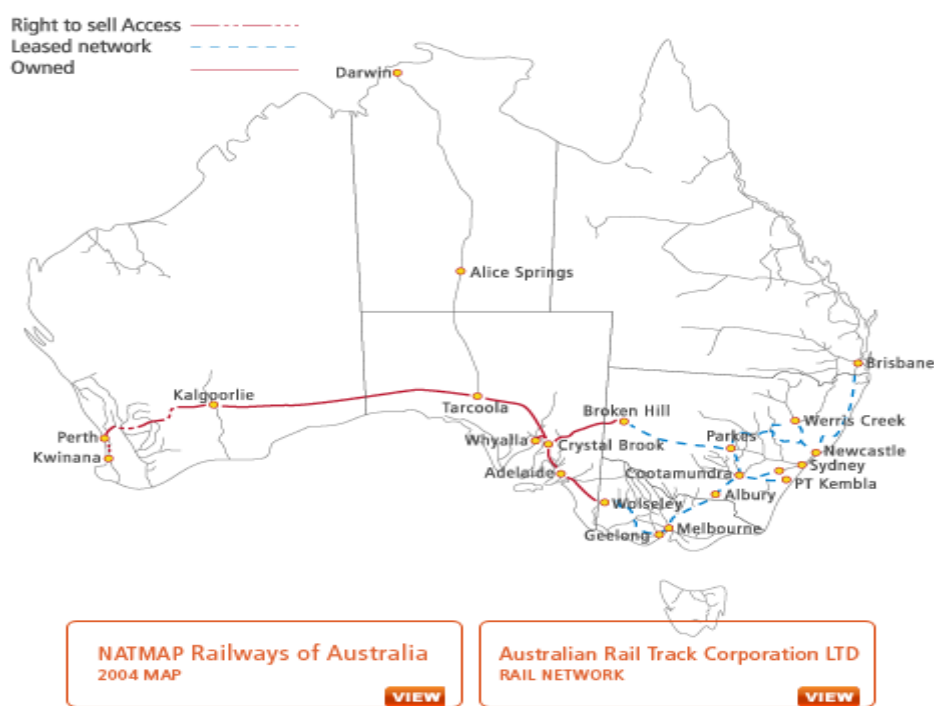 Right to sell Access
Leased network
Owned
Darwin
Alice Springs
Brisbane
Kalgoorlie
Tarcoola
Broken Hill
Werris Creek
Perth
Whyalla
Crystal Brook
Parkes
Newcastle
Kwinana
Adelaide
Cootamundra
Sydney
PT Kembla
Wolseley
Albury
Geelong
Melbourne
NATMAP Railways of Australia
2004 MAP
VIEW
Australian Rail Track Corporation LTD
RAIL NETWORK
VIEW